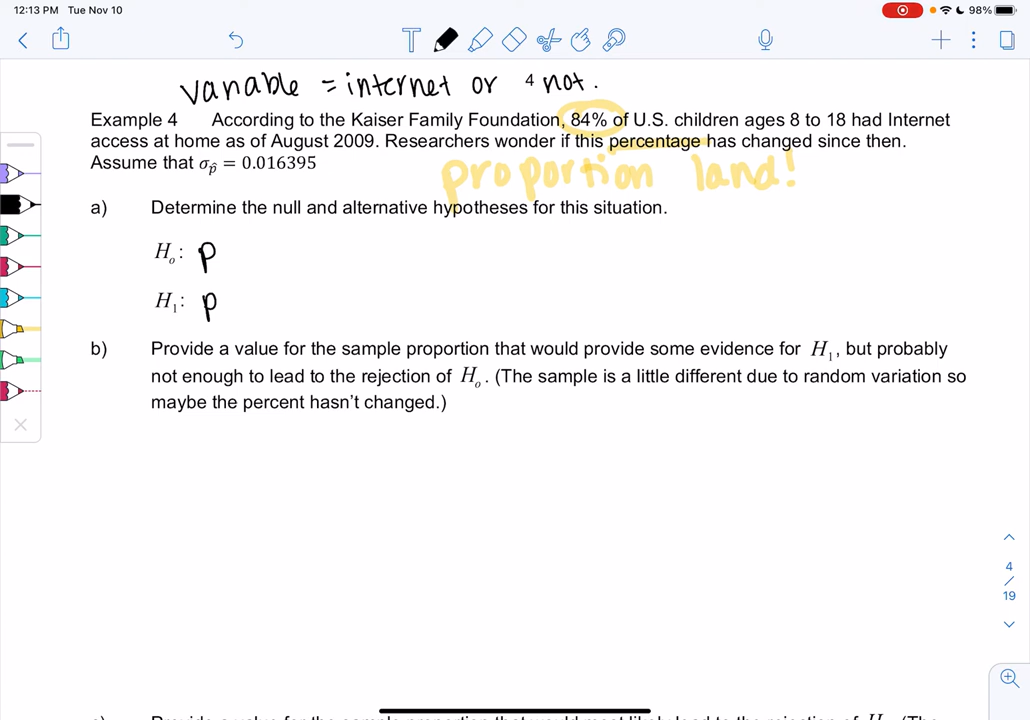 12:13 PM Tue Nov 10
98%
T
variable = internet or 4 not.
Example 4 According to the Kaiser Family Foundation, 84% of U.S. children ages 8 to 18 had Internet
access at home as of August 2009. Researchers wonder if this percentage has changed since then.
Assume that σp̂ = 0.016395
proportion land!
a) Determine the null and alternative hypotheses for this situation.
Ho: p
H1: p
b) Provide a value for the sample proportion that would provide some evidence for H1, but probably
not enough to lead to the rejection of Ho. (The sample is a little different due to random variation so
maybe the percent hasn't changed.)
4
/
19